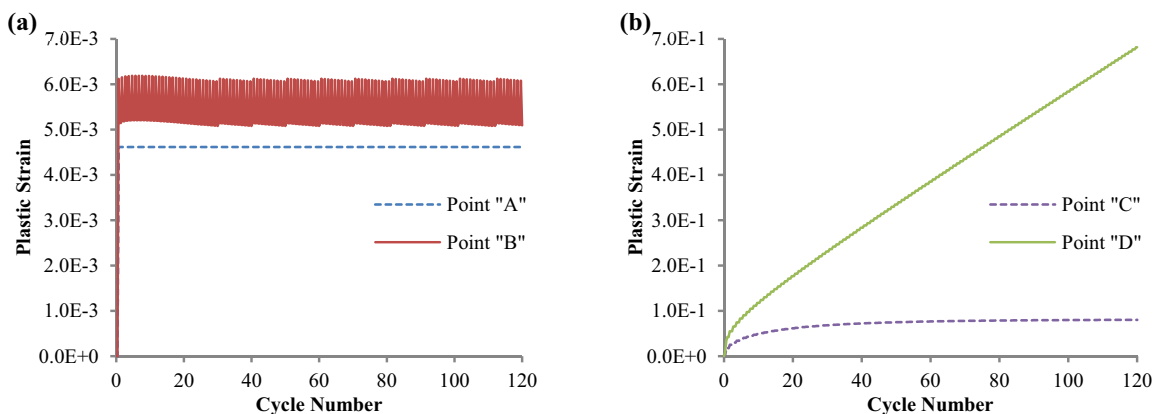 (a)
7.0E-3
6.0E-3
5.0E-3
4.0E-3
3.0E-3
2.0E-3
1.0E-3
0.0E+0
Plastic Strain
Point "A"
Point "B"
0 20 40 60 80 100 120
Cycle Number
(b)
7.0E-1
6.0E-1
5.0E-1
4.0E-1
3.0E-1
2.0E-1
1.0E-1
0.0E+0
Plastic Strain
Point "C"
Point "D"
0 20 40 60 80 100 120
Cycle Number